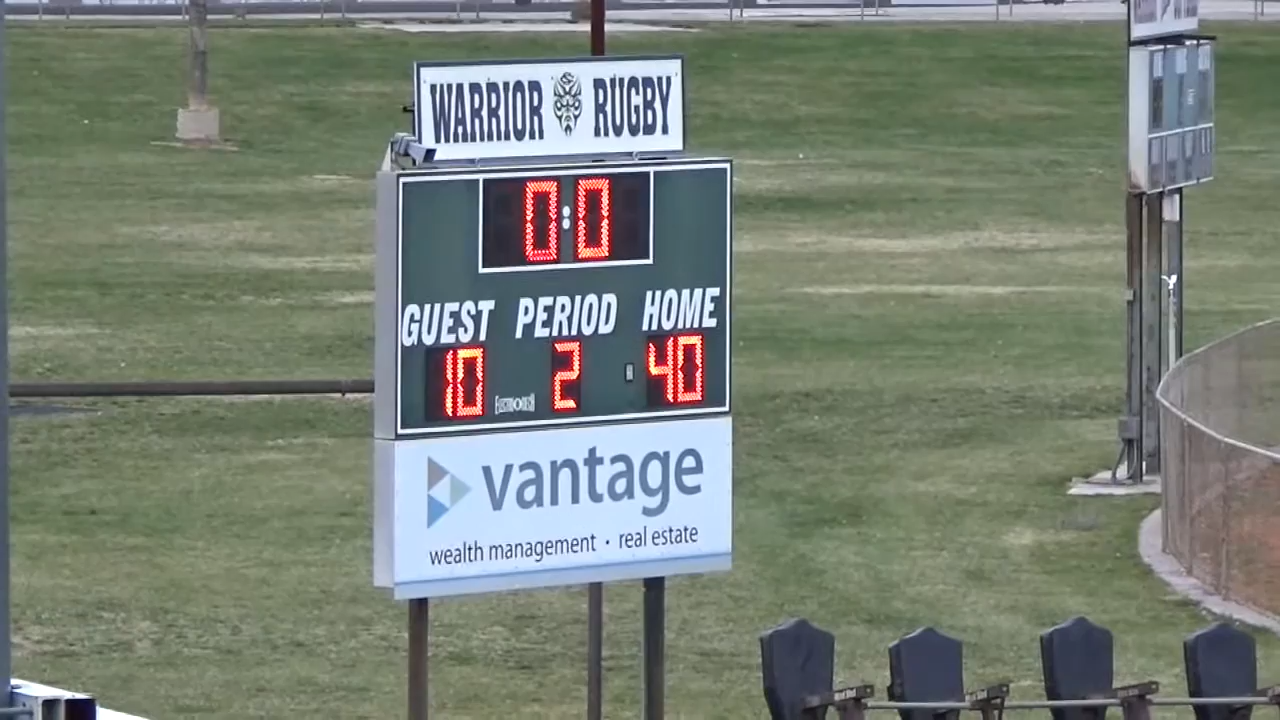 WARRIOR RUGBY
0:0
GUEST PERIOD HOME
10 2 40
vantage
wealth management · real estate